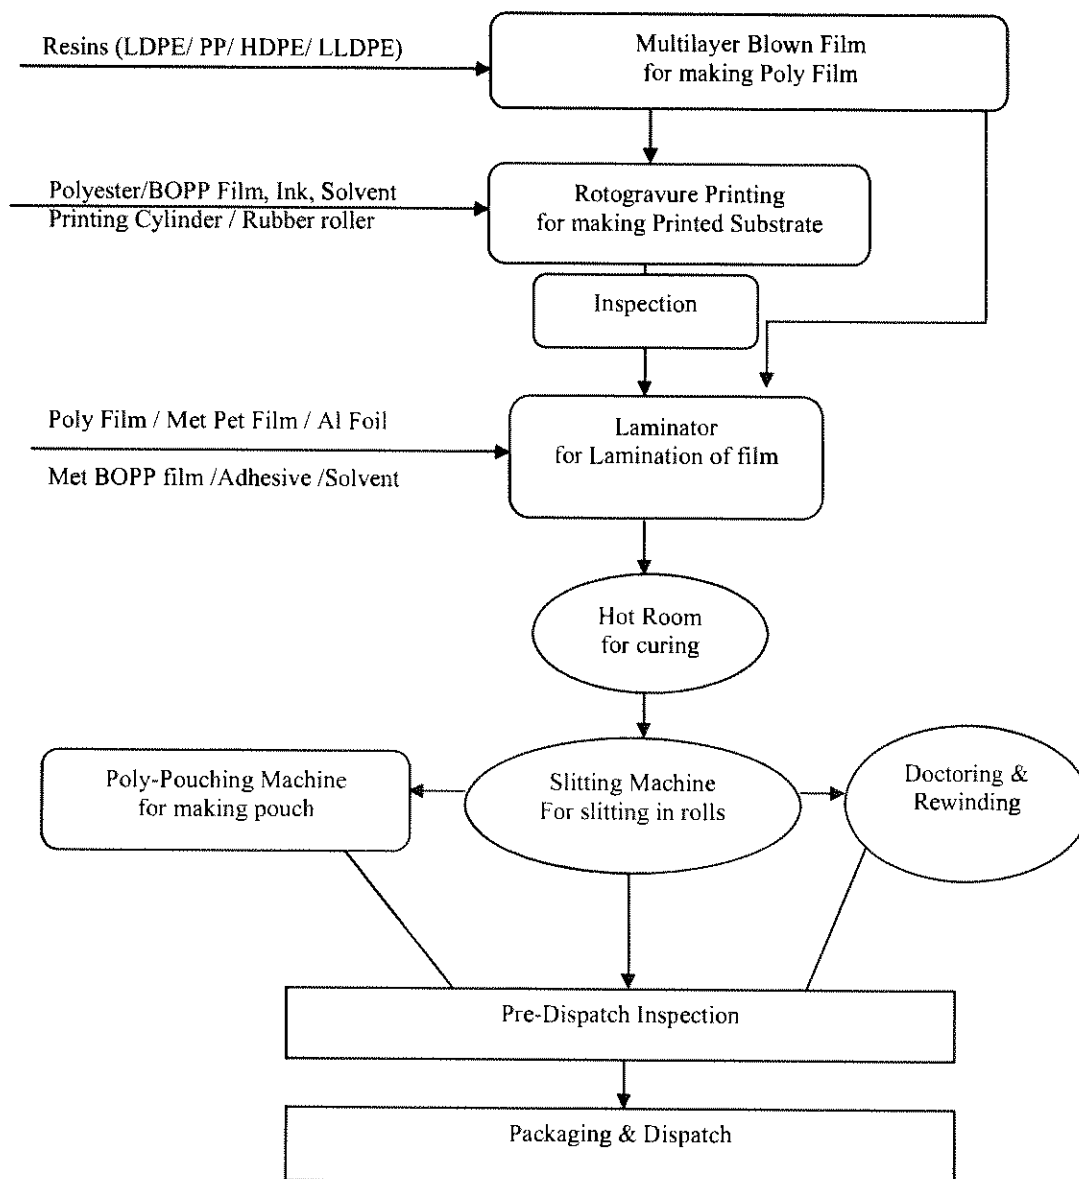 Resins (LDPE/ PP/ HDPE/ LLDPE)
Multilayer Blown Film
for making Poly Film
Polyester/BOPP Film, Ink, Solvent
Printing Cylinder / Rubber roller
Rotogravure Printing
for making Printed Substrate
Inspection
Poly Film / Met Pet Film / Al Foil
Met BOPP film /Adhesive /Solvent
Laminator
for Lamination of film
Hot Room
for curing
Poly-Pouching Machine
for making pouch
Slitting Machine
For slitting in rolls
Doctoring &
Rewinding
Pre-Dispatch Inspection
Packaging & Dispatch